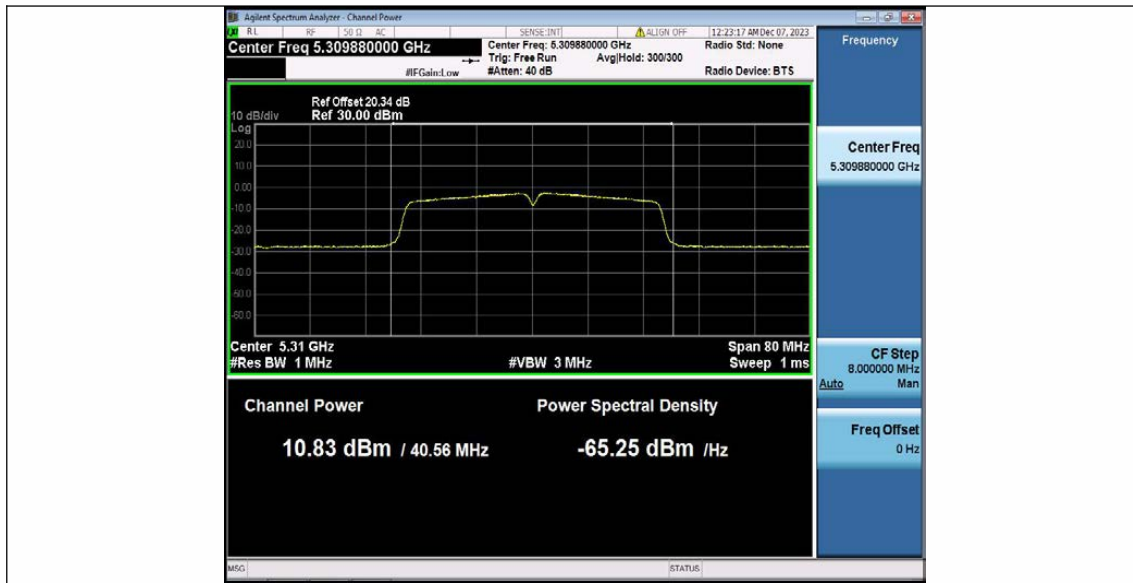 Agilent Spectrum Analyzer - Channel Power
RL RF 50 Ω AC SENSE:INT ALIGN OFF 12:23:17 AM Dec 07, 2023
Center Freq 5.309880000 GHz
Center Freq: 5.309880000 GHz
Radio Std: None
Trig: Free Run Avg|Hold: 300/300
#IFGain:Low #Atten: 40 dB Radio Device: BTS
Frequency
Ref Offset 20.34 dB
10 dB/div Ref 30.00 dBm
Log
20.0
10.0
0.00
-10.0
-20.0
-30.0
-40.0
-50.0
-60.0
Center Freq
5.309880000 GHz
Center 5.31 GHz Span 80 MHz
#Res BW 1 MHz #VBW 3 MHz Sweep 1 ms
CF Step
8.000000 MHz
Auto Man
Freq Offset
0 Hz
Channel Power Power Spectral Density
10.83 dBm / 40.56 MHz -65.25 dBm /Hz
MSG STATUS